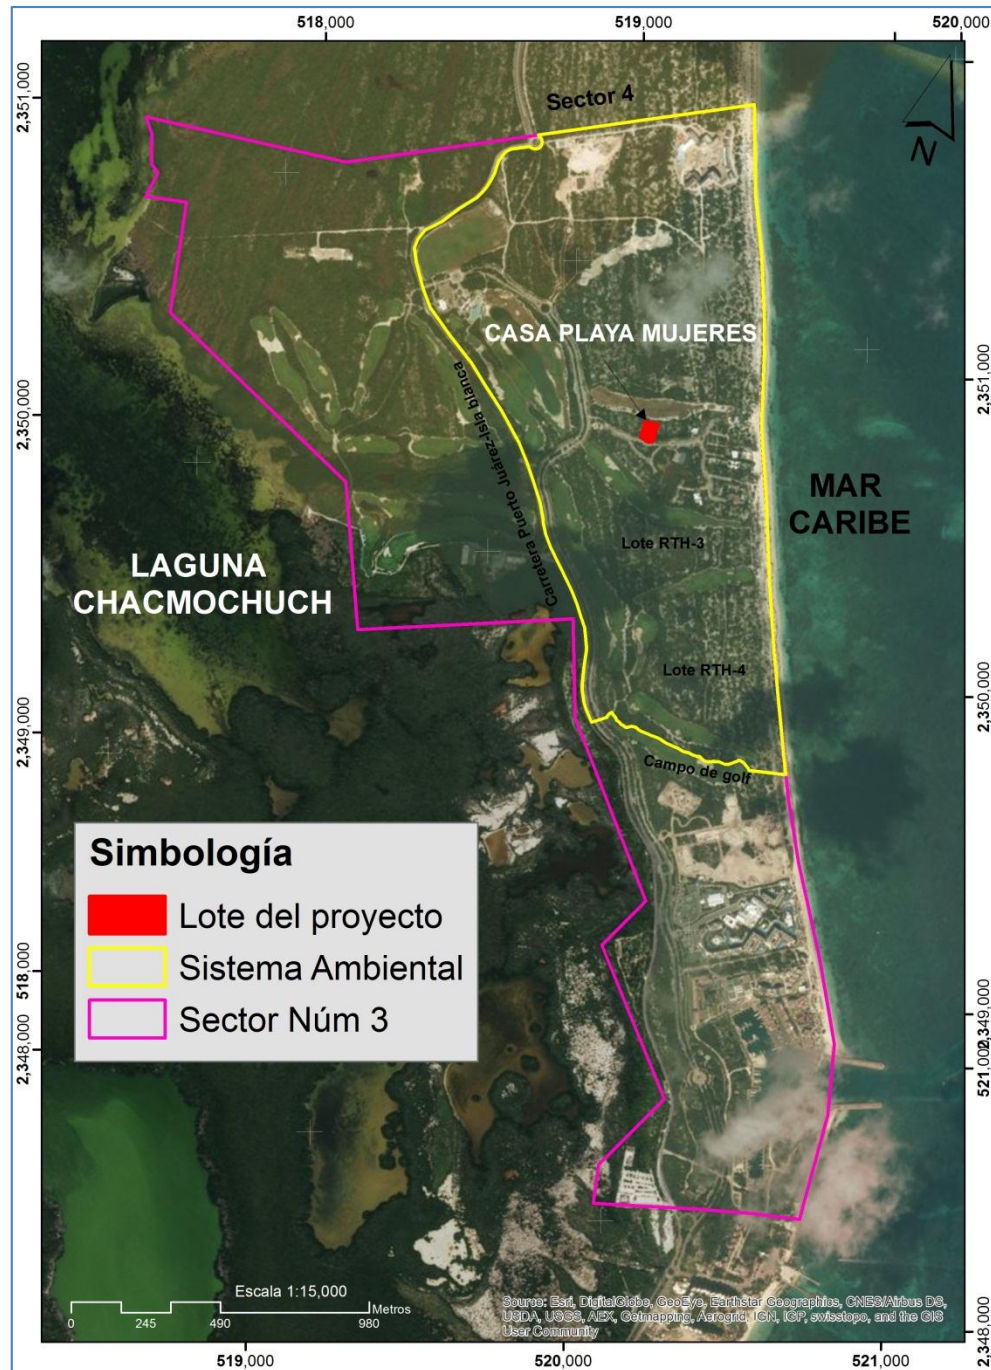 518,000
519,000
520,000
2,351,000
Sector 4
N
CASA PLAYA MUJERES
2,351,000
2,350,000
Carretera Puerto Juárez-Isla blanca
MAR
CARIBE
Lote RTH-3
LAGUNA
CHACMOCHUCH
Lote RTH-4
2,350,000
2,349,000
Campo de golf
Simbología
Lote del proyecto
Sistema Ambiental
Sector Núm 3
518,000
2,348,000
2,349,000
521,000
Escala 1:15,000
Metros
0 245 490 980
Source: Esri, DigitalGlobe, GeoEye, Earthstar Geographics, CNES/Airbus DS,
USDA, USGS, AEX, Getmapping, Aerogrid, IGN, IGP, swisstopo, and the GIS
User Community
2,348,000
519,000
520,000
521,000